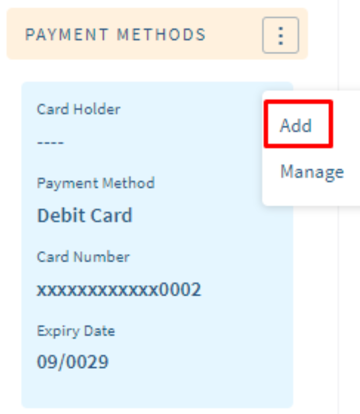 PAYMENT METHODS
Card Holder
----
Add
Payment Method
Manage
Debit Card
Card Number
xxxxxxxxxxxx0002
Expiry Date
09/0029